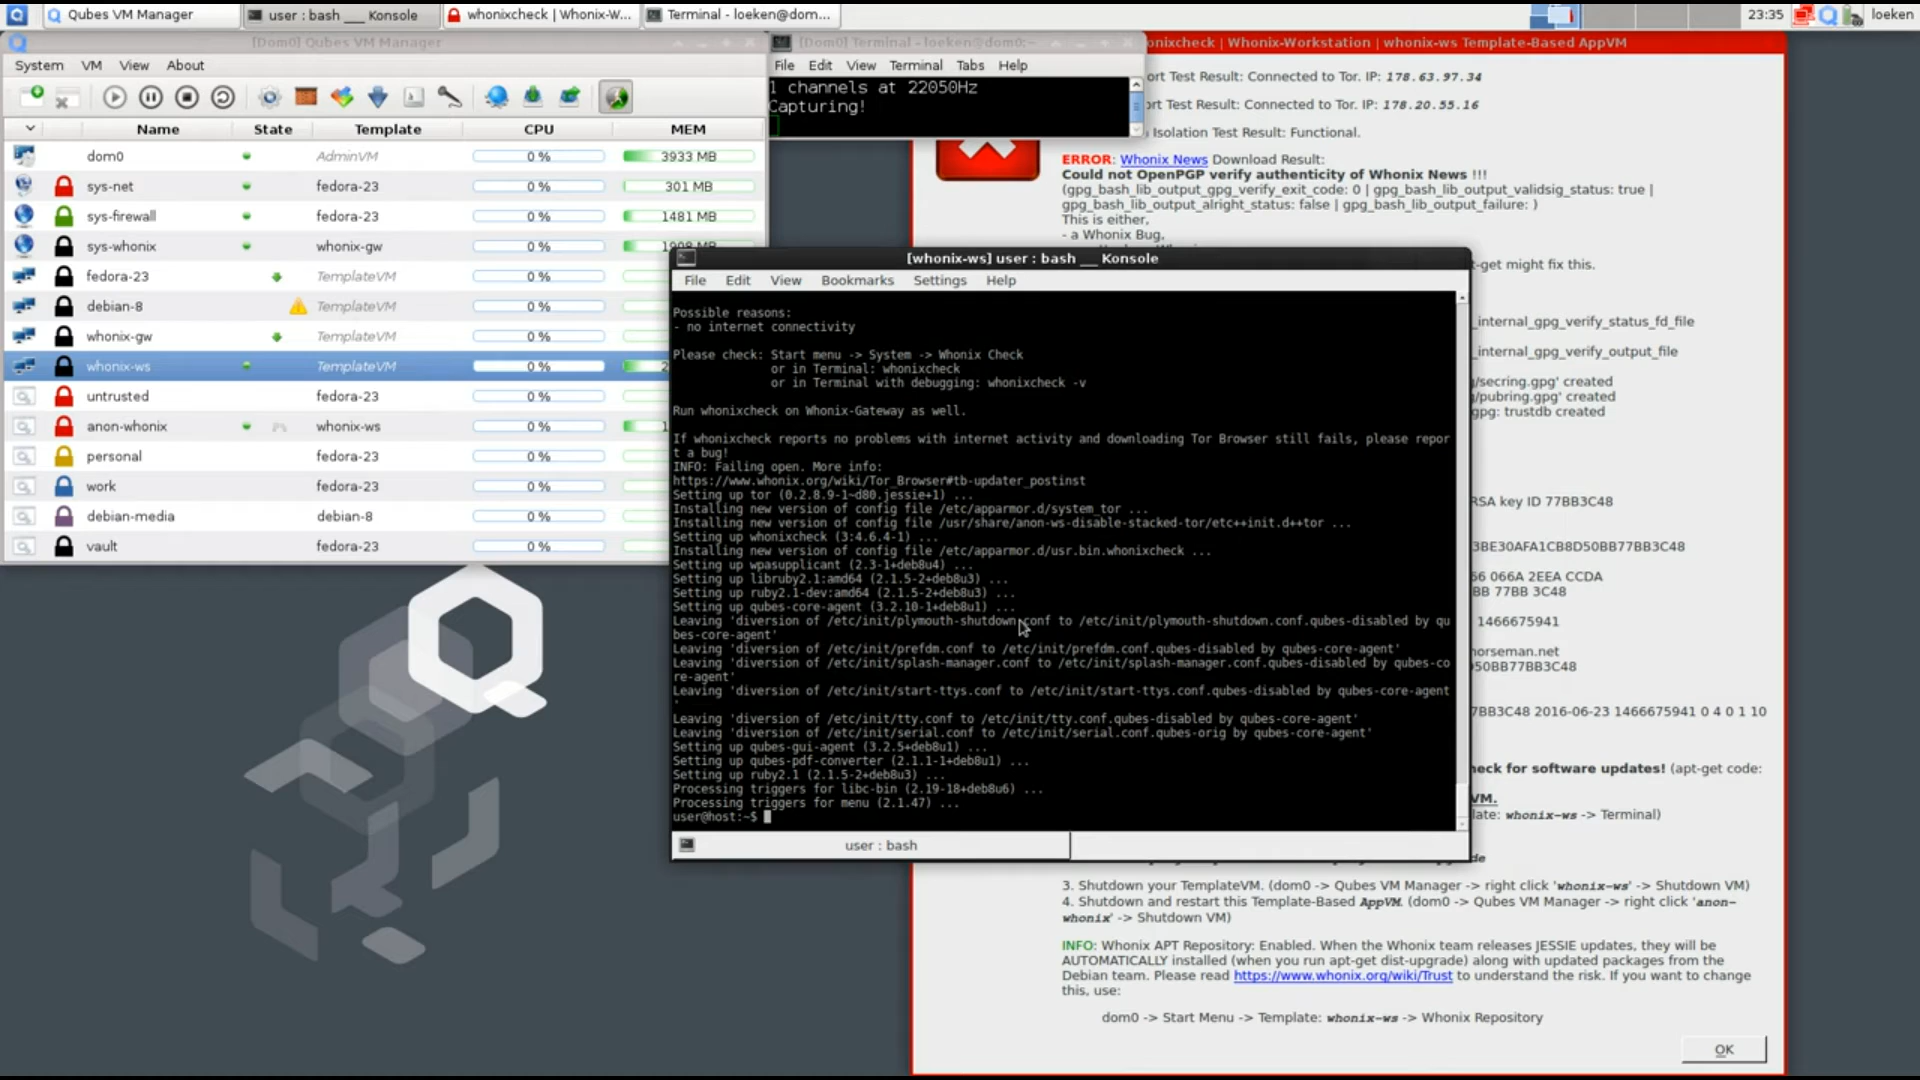 Qubes VM Manager
user : bash ___ Konsole
whonixcheck | Whonix-W...
Terminal - loeken@dom...
23:35
loeken
[Dom0] Qubes VM Manager
System VM View About
Name State Template CPU MEM
dom0 AdminVM 0 % 3933 MB
sys-net fedora-23 0 % 301 MB
sys-firewall fedora-23 0 % 1481 MB
sys-whonix whonix-gw 0 % 1908 MB
fedora-23 TemplateVM 0 %
debian-8 TemplateVM 0 %
whonix-gw TemplateVM 0 %
whonix-ws TemplateVM 0 % 2
untrusted fedora-23 0 %
anon-whonix whonix-ws 0 % 1
personal fedora-23 0 %
work fedora-23 0 %
debian-media debian-8 0 %
vault fedora-23 0 %
[Dom0] Terminal - loeken@dom0:~
File Edit View Terminal Tabs Help
1 channels at 22050Hz
Capturing!
onixcheck | Whonix-Workstation | whonix-ws Template-Based AppVM
ort Test Result: Connected to Tor. IP: 178.63.97.34
ort Test Result: Connected to Tor. IP: 178.20.55.16
Isolation Test Result: Functional.
ERROR: Whonix News Download Result:
Could not OpenPGP verify authenticity of Whonix News !!!
(gpg_bash_lib_output_gpg_verify_exit_code: 0 | gpg_bash_lib_output_validsig_status: true |
gpg_bash_lib_output_alright_status: false | gpg_bash_lib_output_failure: )
This is either,
- a Whonix Bug,
t-get might fix this.
_internal_gpg_verify_status_fd_file
_internal_gpg_verify_output_file
g/secring.gpg' created
g/pubring.gpg' created
gpg: trustdb created
RSA key ID 77BB3C48
3BE30AFA1CB8D50BB77BB3C48
66 066A 2EEA CCDA
BB 77BB 3C48
1466675941
horseman.net
50BB77BB3C48
7BB3C48 2016-06-23 1466675941 0 4 0 1 10
heck for software updates! (apt-get code:
VM.
late: whonix-ws -> Terminal)
de
3. Shutdown your TemplateVM. (dom0 -> Qubes VM Manager -> right click 'whonix-ws' -> Shutdown VM)
4. Shutdown and restart this Template-Based AppVM. (dom0 -> Qubes VM Manager -> right click 'anon-
whonix' -> Shutdown VM)
INFO: Whonix APT Repository: Enabled. When the Whonix team releases JESSIE updates, they will be
AUTOMATICALLY installed (when you run apt-get dist-upgrade) along with updated packages from the
Debian team. Please read https://www.whonix.org/wiki/Trust to understand the risk. If you want to change
this, use:
dom0 -> Start Menu -> Template: whonix-ws -> Whonix Repository
OK
[whonix-ws] user : bash ___ Konsole
File Edit View Bookmarks Settings Help
Possible reasons:
- no internet connectivity
Please check: Start menu -> System -> Whonix Check
or in Terminal: whonixcheck
or in Terminal with debugging: whonixcheck -v
Run whonixcheck on Whonix-Gateway as well.
If whonixcheck reports no problems with internet activity and downloading Tor Browser still fails, please repor
t a bug!
INFO: Failing open. More info:
https://www.whonix.org/wiki/Tor_Browser#tb-updater_postinst
Setting up tor (0.2.8.9-1~d80.jessie+1) ...
Installing new version of config file /etc/apparmor.d/system_tor ...
Installing new version of config file /usr/share/anon-ws-disable-stacked-tor/etc++init.d++tor ...
Setting up whonixcheck (3:4.6.4-1) ...
Installing new version of config file /etc/apparmor.d/usr.bin.whonixcheck ...
Setting up wpasupplicant (2.3-1+deb8u4) ...
Setting up libruby2.1:amd64 (2.1.5-2+deb8u3) ...
Setting up ruby2.1-dev:amd64 (2.1.5-2+deb8u3) ...
Setting up qubes-core-agent (3.2.10-1+deb8u1) ...
Leaving 'diversion of /etc/init/plymouth-shutdown.conf to /etc/init/plymouth-shutdown.conf.qubes-disabled by qu
bes-core-agent'
Leaving 'diversion of /etc/init/prefdm.conf to /etc/init/prefdm.conf.qubes-disabled by qubes-core-agent'
Leaving 'diversion of /etc/init/splash-manager.conf to /etc/init/splash-manager.conf.qubes-disabled by qubes-co
re-agent'
Leaving 'diversion of /etc/init/start-ttys.conf to /etc/init/start-ttys.conf.qubes-disabled by qubes-core-agent
'
Leaving 'diversion of /etc/init/tty.conf to /etc/init/tty.conf.qubes-disabled by qubes-core-agent'
Leaving 'diversion of /etc/init/serial.conf to /etc/init/serial.conf.qubes-orig by qubes-core-agent'
Setting up qubes-gui-agent (3.2.5+deb8u1) ...
Setting up qubes-pdf-converter (2.1.1-1+deb8u1) ...
Setting up ruby2.1 (2.1.5-2+deb8u3) ...
Processing triggers for libc-bin (2.19-18+deb8u6) ...
Processing triggers for menu (2.1.47) ...
user@host:~$
user : bash